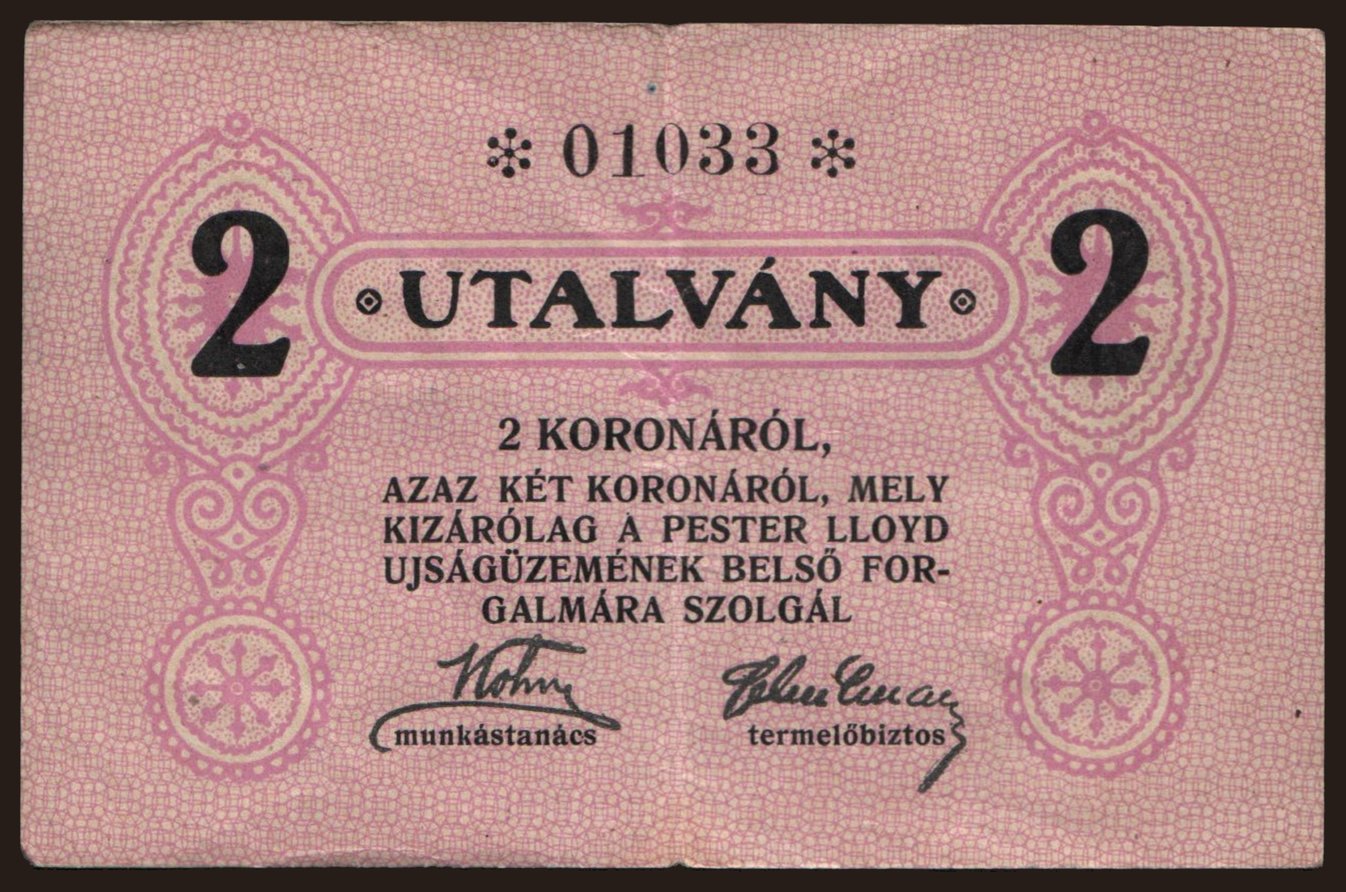 01033
2 UTALVÁNY 2
2 KORONÁRÓL,
AZAZ KÉT KORONÁRÓL, MELY
KIZÁRÓLAG A PESTER LLOYD
UJSÁGÜZEMÉNEK BELSŐ FOR-
GALMÁRA SZOLGÁL
munkástanács termelőbiztos